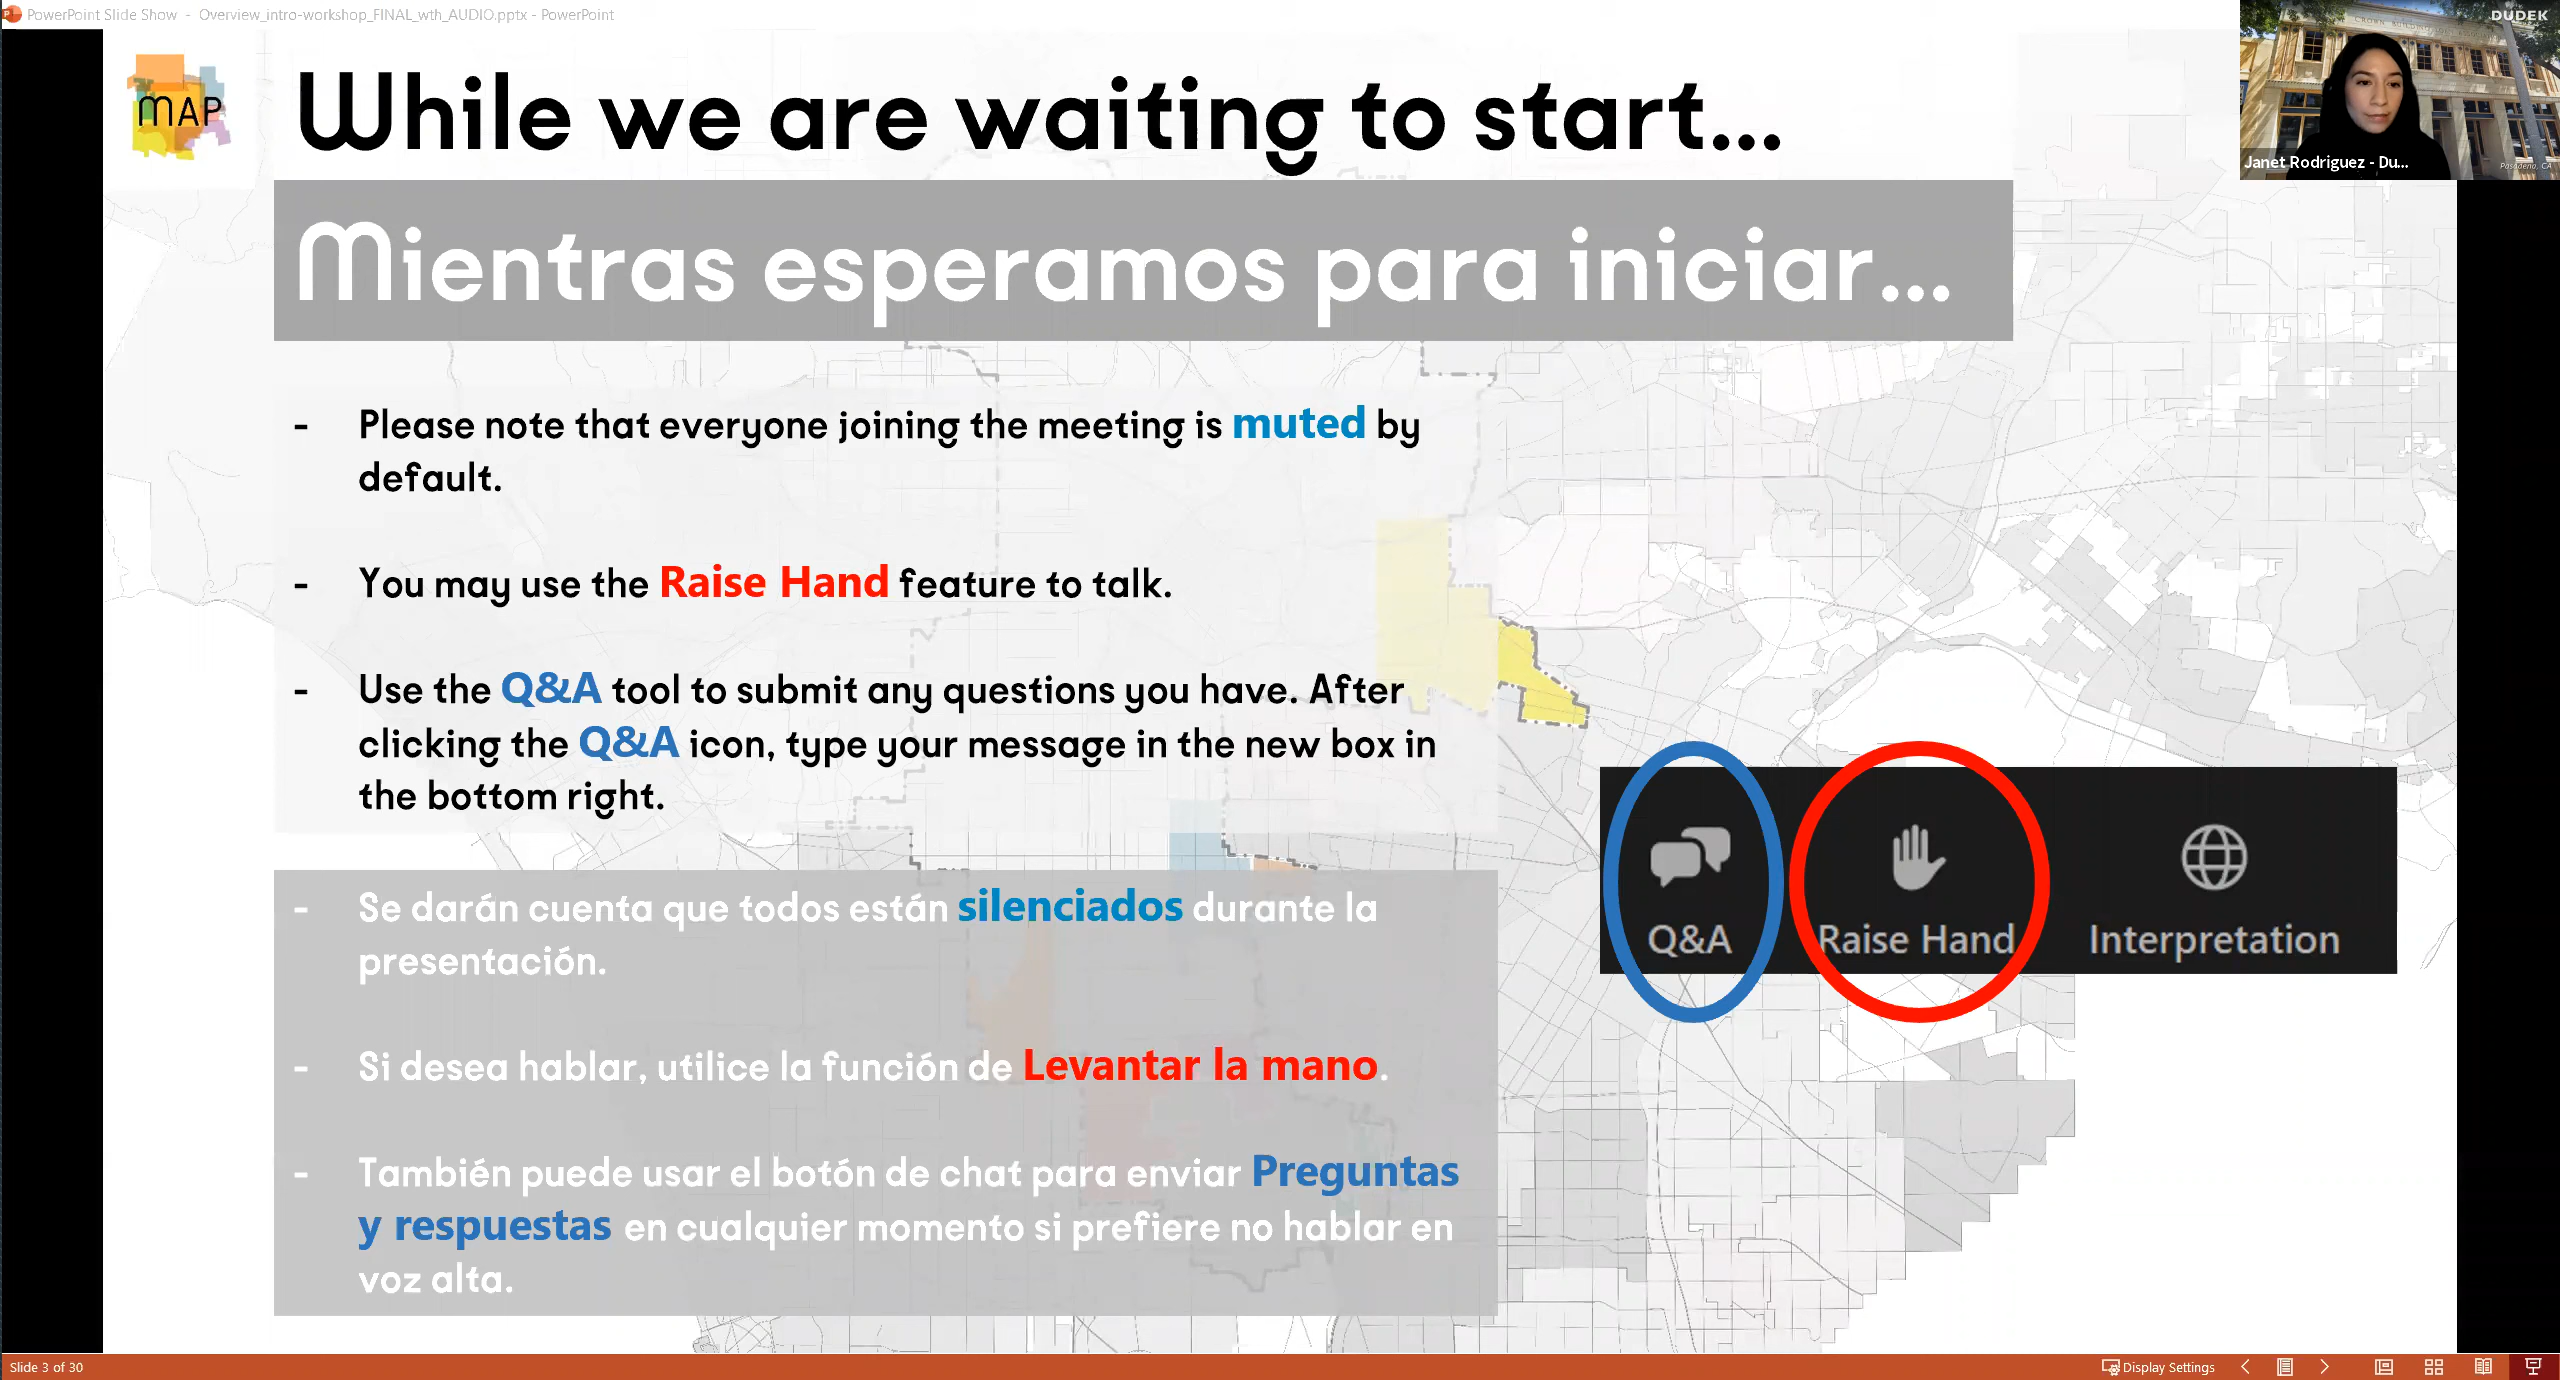 PowerPoint Slide Show - Overview_intro-workshop_FINAL_wth_AUDIO.pptx - PowerPoint
DUDEK
Janet Rodriguez - Du...
Pasadena, CA
MAP
While we are waiting to start...
Mientras esperamos para iniciar...
- Please note that everyone joining the meeting is muted by
default.
- You may use the Raise Hand feature to talk.
- Use the Q&A tool to submit any questions you have. After
clicking the Q&A icon, type your message in the new box in
the bottom right.
- Se darán cuenta que todos están silenciados durante la
presentación.
- Si desea hablar, utilice la función de Levantar la mano.
- También puede usar el botón de chat para enviar Preguntas
y respuestas en cualquier momento si prefiere no hablar en
voz alta.
Q&A
Raise Hand
Interpretation
Slide 3 of 30
Display Settings